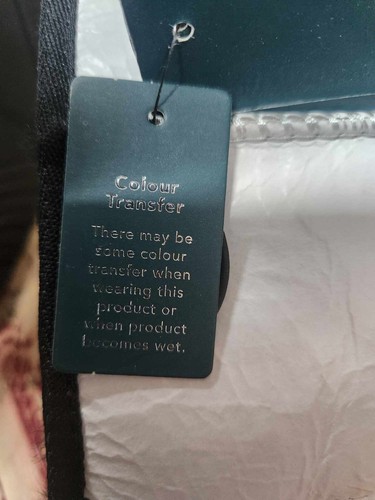 Colour
Transfer
There may be
some colour
transfer when
wearing this
product or
when product
becomes wet.